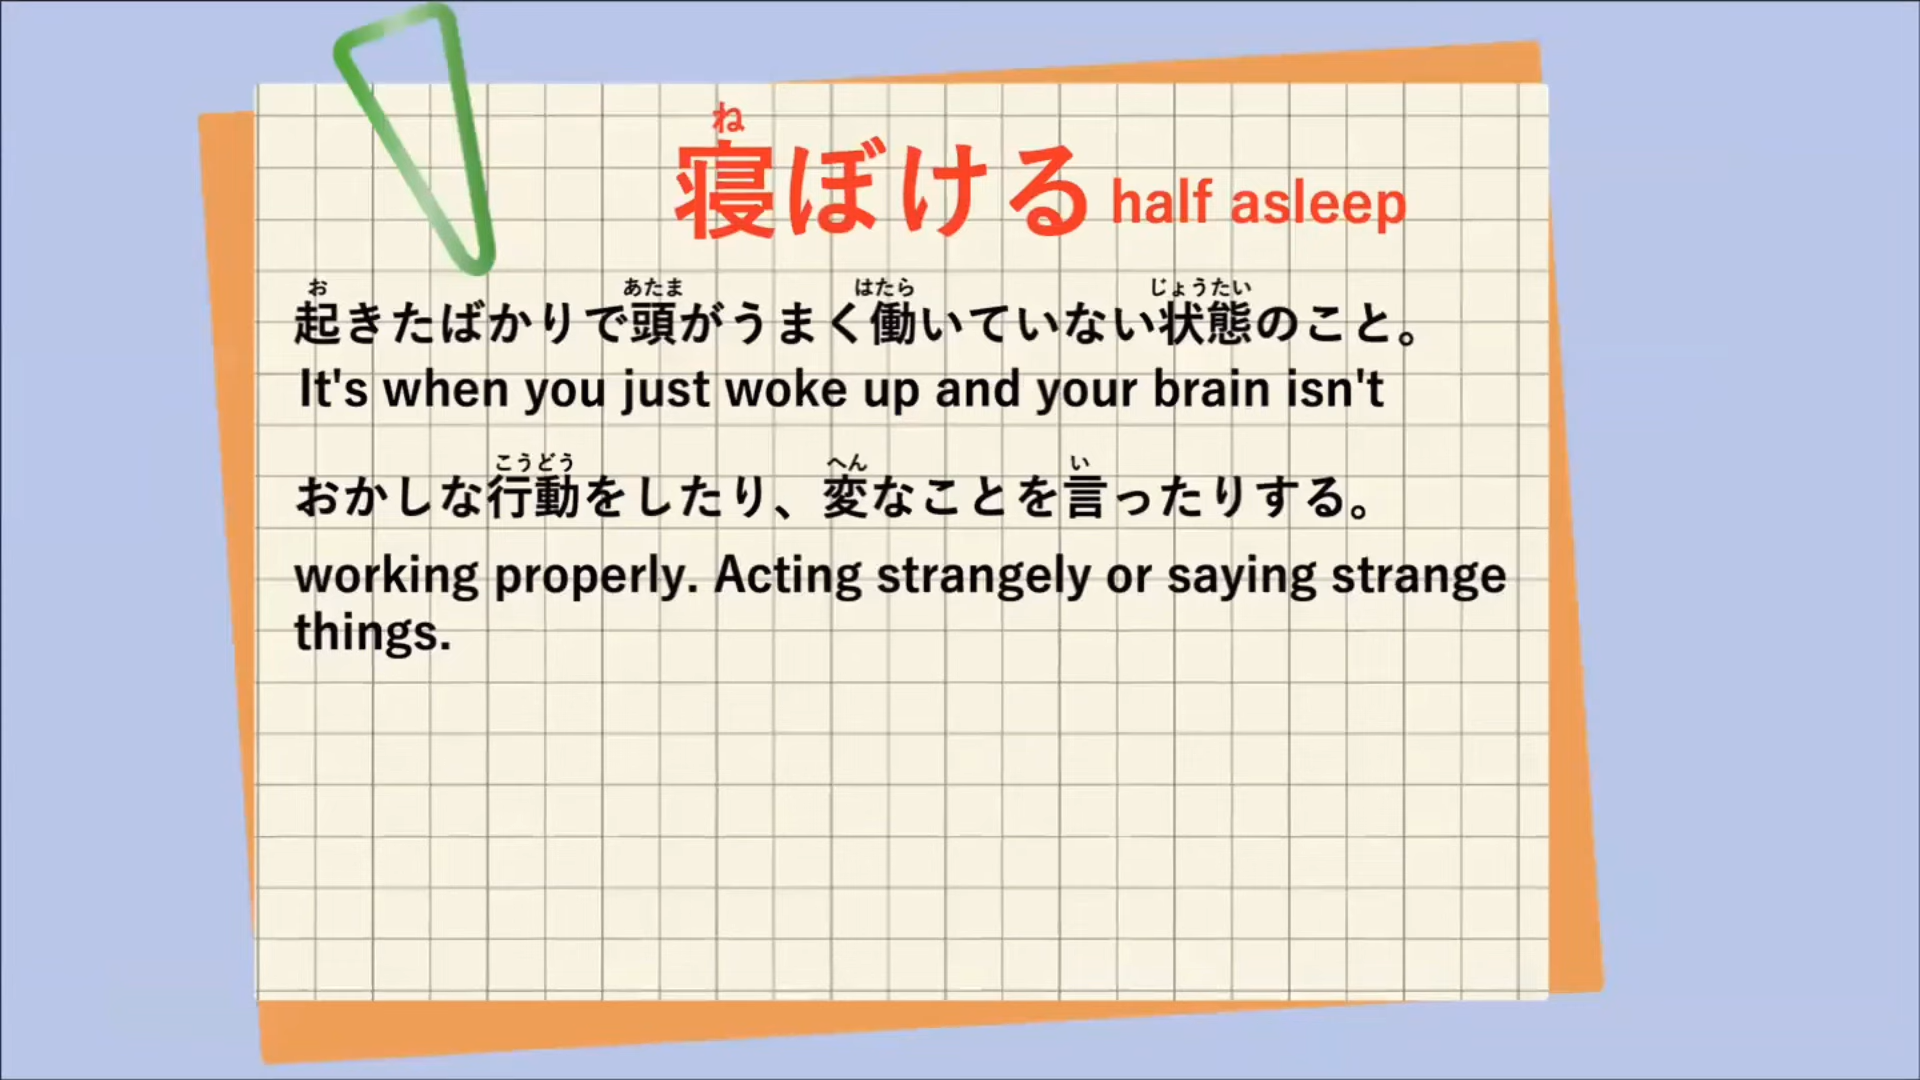 ね
寝ぼける half asleep
お あたま はたら じょうたい
起きたばかりで頭がうまく働いていない状態のこと。
It's when you just woke up and your brain isn't
こうどう へん い
おかしな行動をしたり、変なことを言ったりする。
working properly. Acting strangely or saying strange
things.